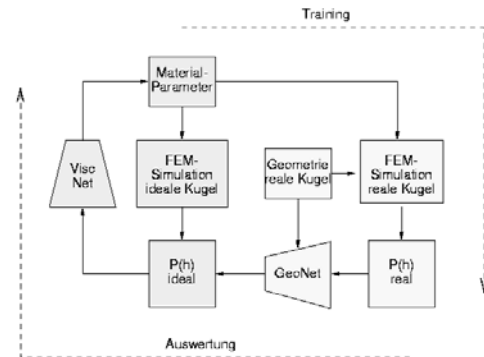 Training
Material-
Parameter
Visc
Net
FEM-
Simulation
ideale Kugel
Geometrie
reale Kugel
FEM-
Simulation
reale Kugel
P(h)
ideal
GeoNet
P(h)
real
Auswertung